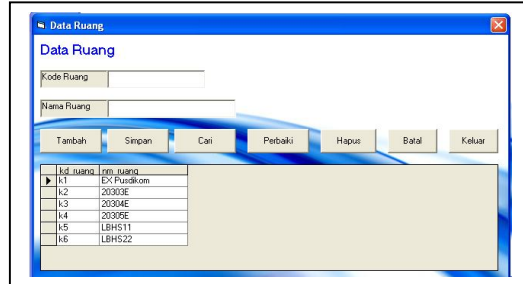 Data Ruang
Data Ruang
Kode Ruang
Nama Ruang
Tambah Simpan Cari Perbaiki Hapus Batal Keluar
kd_ruang nm_ruang
k1 EX Pusdikom
k2 20303E
k3 20304E
k4 20305E
k5 LBHS11
k6 LBHS22